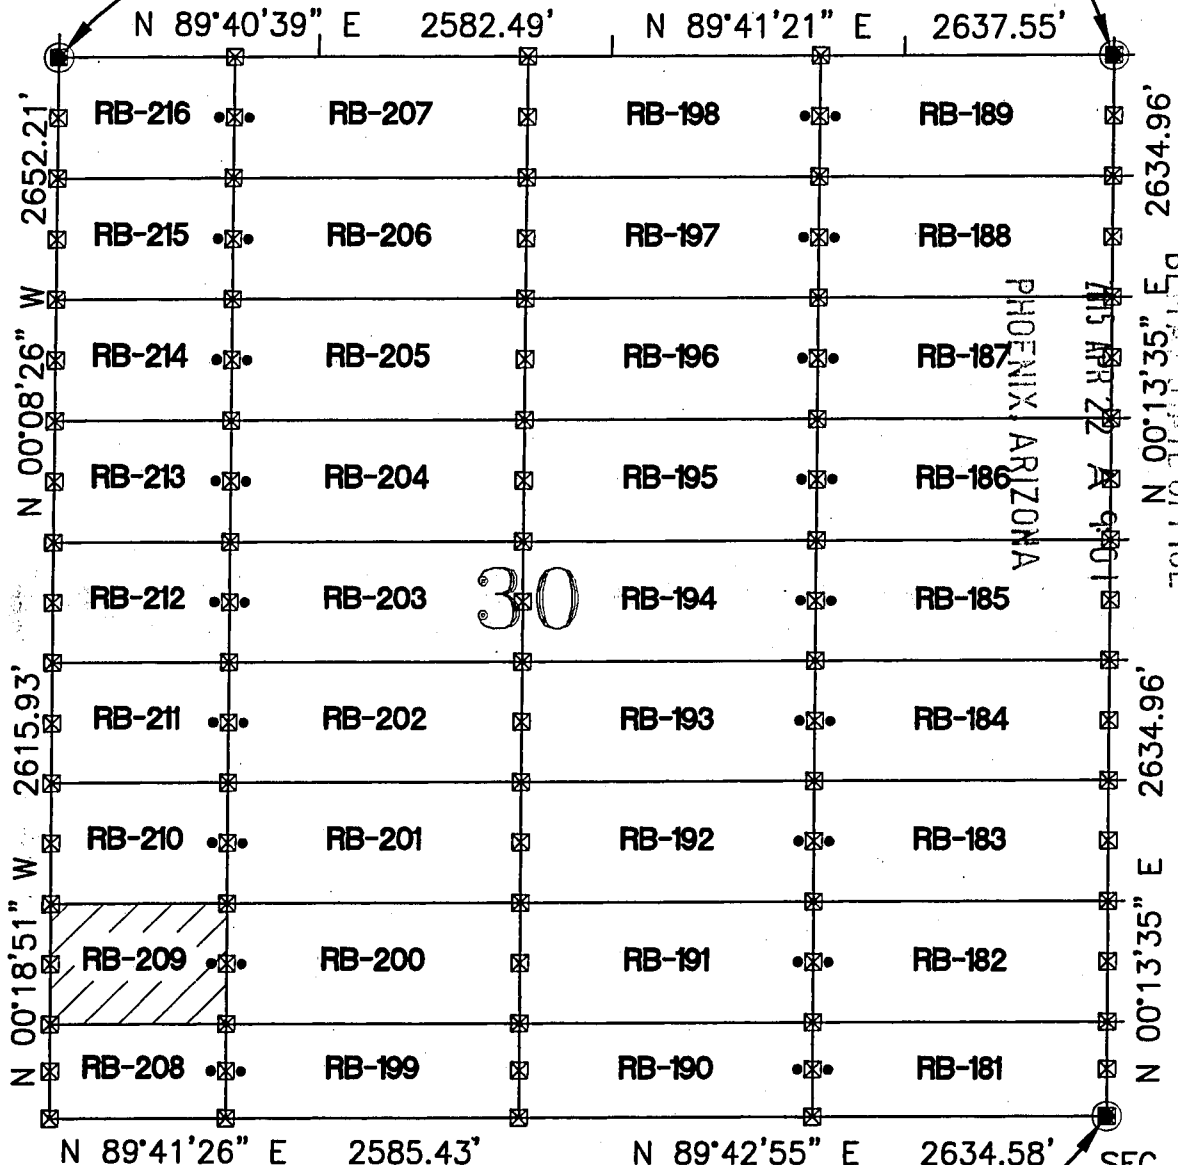 N 89°40'39" E 2582.49' N 89°41'21" E 2637.55'
2652.21'
N 00°08'26" W
2615.93'
N 00°18'51" W
RB-216 RB-207 RB-198 RB-189
RB-215 RB-206 RB-197 RB-188
RB-214 RB-205 RB-196 RB-187
RB-213 RB-204 RB-195 RB-186
RB-212 RB-203 RB-194 RB-185
30
RB-211 RB-202 RB-193 RB-184
RB-210 RB-201 RB-192 RB-183
RB-209 RB-200 RB-191 RB-182
RB-208 RB-199 RB-190 RB-181
2634.96'
N 00°13'35" E
2634.96'
N 00°13'35" E
APR 22 A 9:01
PHOENIX, ARIZONA
N 89°41'26" E 2585.43' N 89°42'55" E 2634.58'
SEC